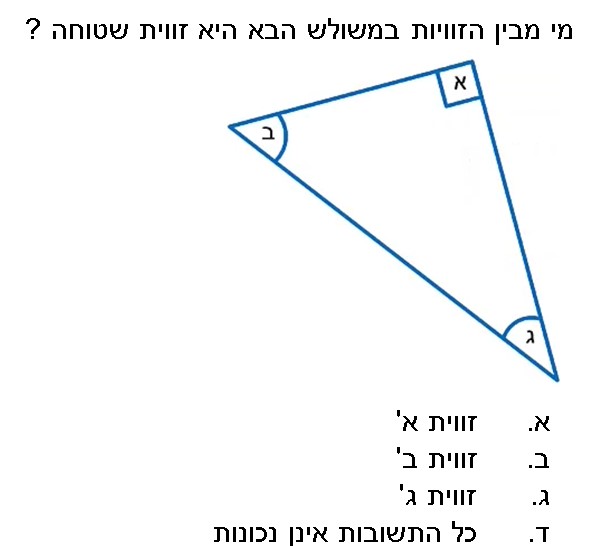 מי מבין הזוויות במשולש הבא היא זווית שטוחה ?
א
ב
ג
א. זווית א'
ב. זווית ב'
ג. זווית ג'
ד. כל התשובות אינן נכונות